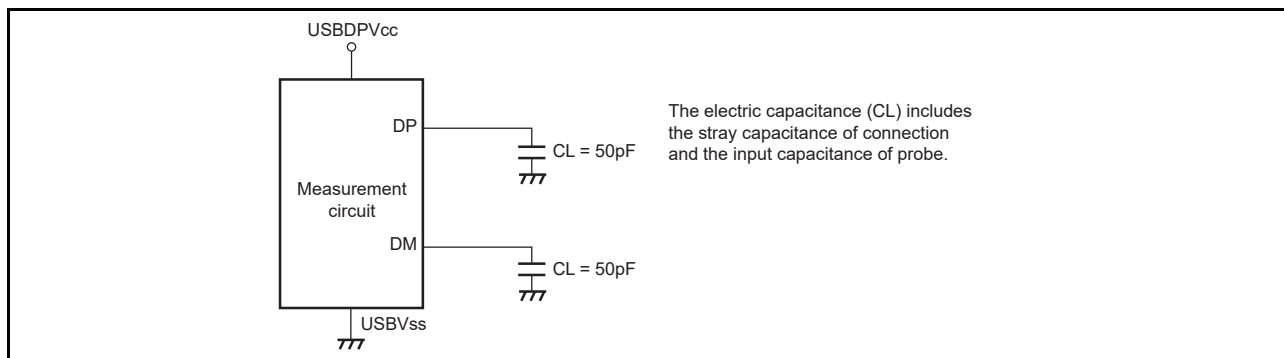 USBDPVcc
DP
The electric capacitance (CL) includes
the stray capacitance of connection
and the input capacitance of probe.
CL = 50pF
Measurement
circuit
DM
CL = 50pF
USBVss